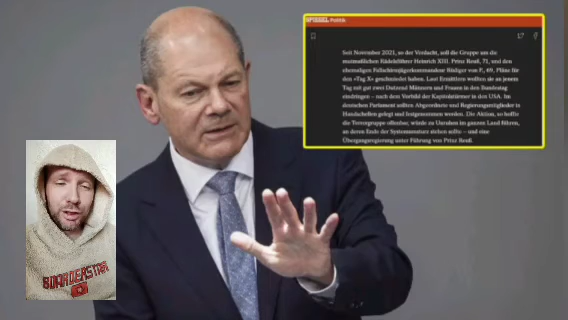 SPIEGEL Politik
Seit November 2021, so der Verdacht, soll die Gruppe um die
mutmaßlichen Rädelsführer Heinrich XIII. Prinz Reuß, 71, und den
ehemaligen Fallschirmjägerkommandeur Rüdiger von P., 69, Pläne für
den »Tag X« geschmiedet haben. Laut Ermittlern wollten sie an jenem
Tag mit gut zwei Dutzend Männern und Frauen in den Bundestag
eindringen – nach dem Vorbild der Kapitolstürmer in den USA. Im
deutschen Parlament sollten Abgeordnete und Regierungsmitglieder in
Handschellen gelegt und festgenommen werden. Die Aktion, so hoffte
die Terrorgruppe offenbar, würde zu Unruhen im ganzen Land führen,
an deren Ende der Systemumsturz stehen sollte – und eine
Übergangsregierung unter Führung von Prinz Reuß.
BOARDERSTAR